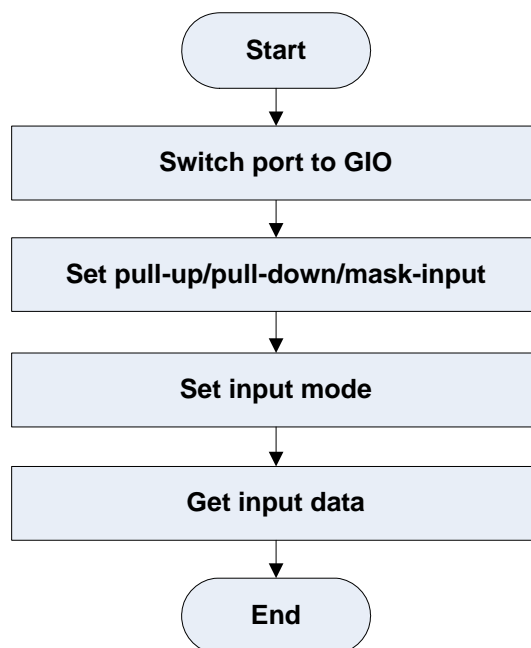 Start
Switch port to GIO
Set pull-up/pull-down/mask-input
Set input mode
Get input data
End